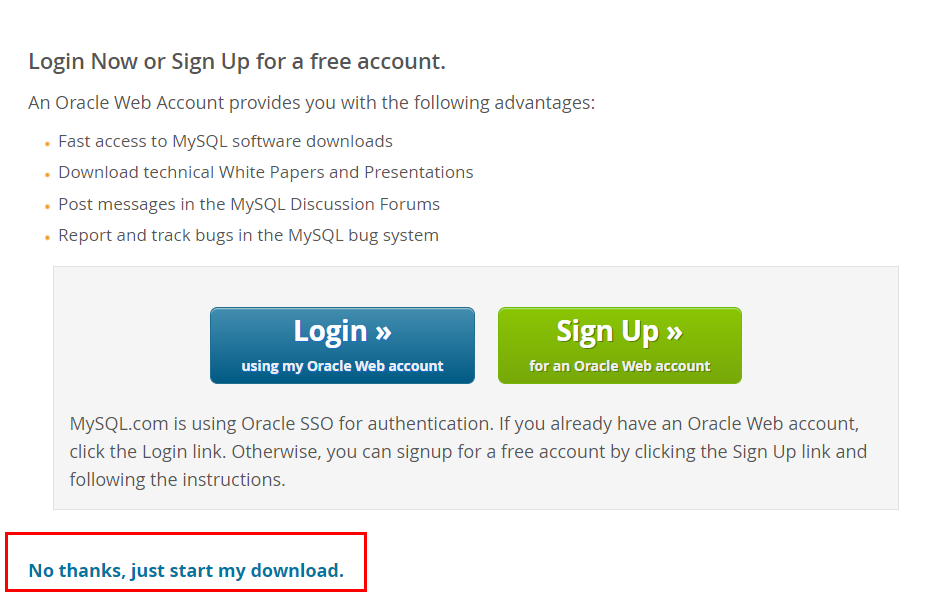 Login Now or Sign Up for a free account.
An Oracle Web Account provides you with the following advantages:
Fast access to MySQL software downloads
Download technical White Papers and Presentations
Post messages in the MySQL Discussion Forums
Report and track bugs in the MySQL bug system
Login »
using my Oracle Web account
Sign Up »
for an Oracle Web account
MySQL.com is using Oracle SSO for authentication. If you already have an Oracle Web account,
click the Login link. Otherwise, you can signup for a free account by clicking the Sign Up link and
following the instructions.
No thanks, just start my download.